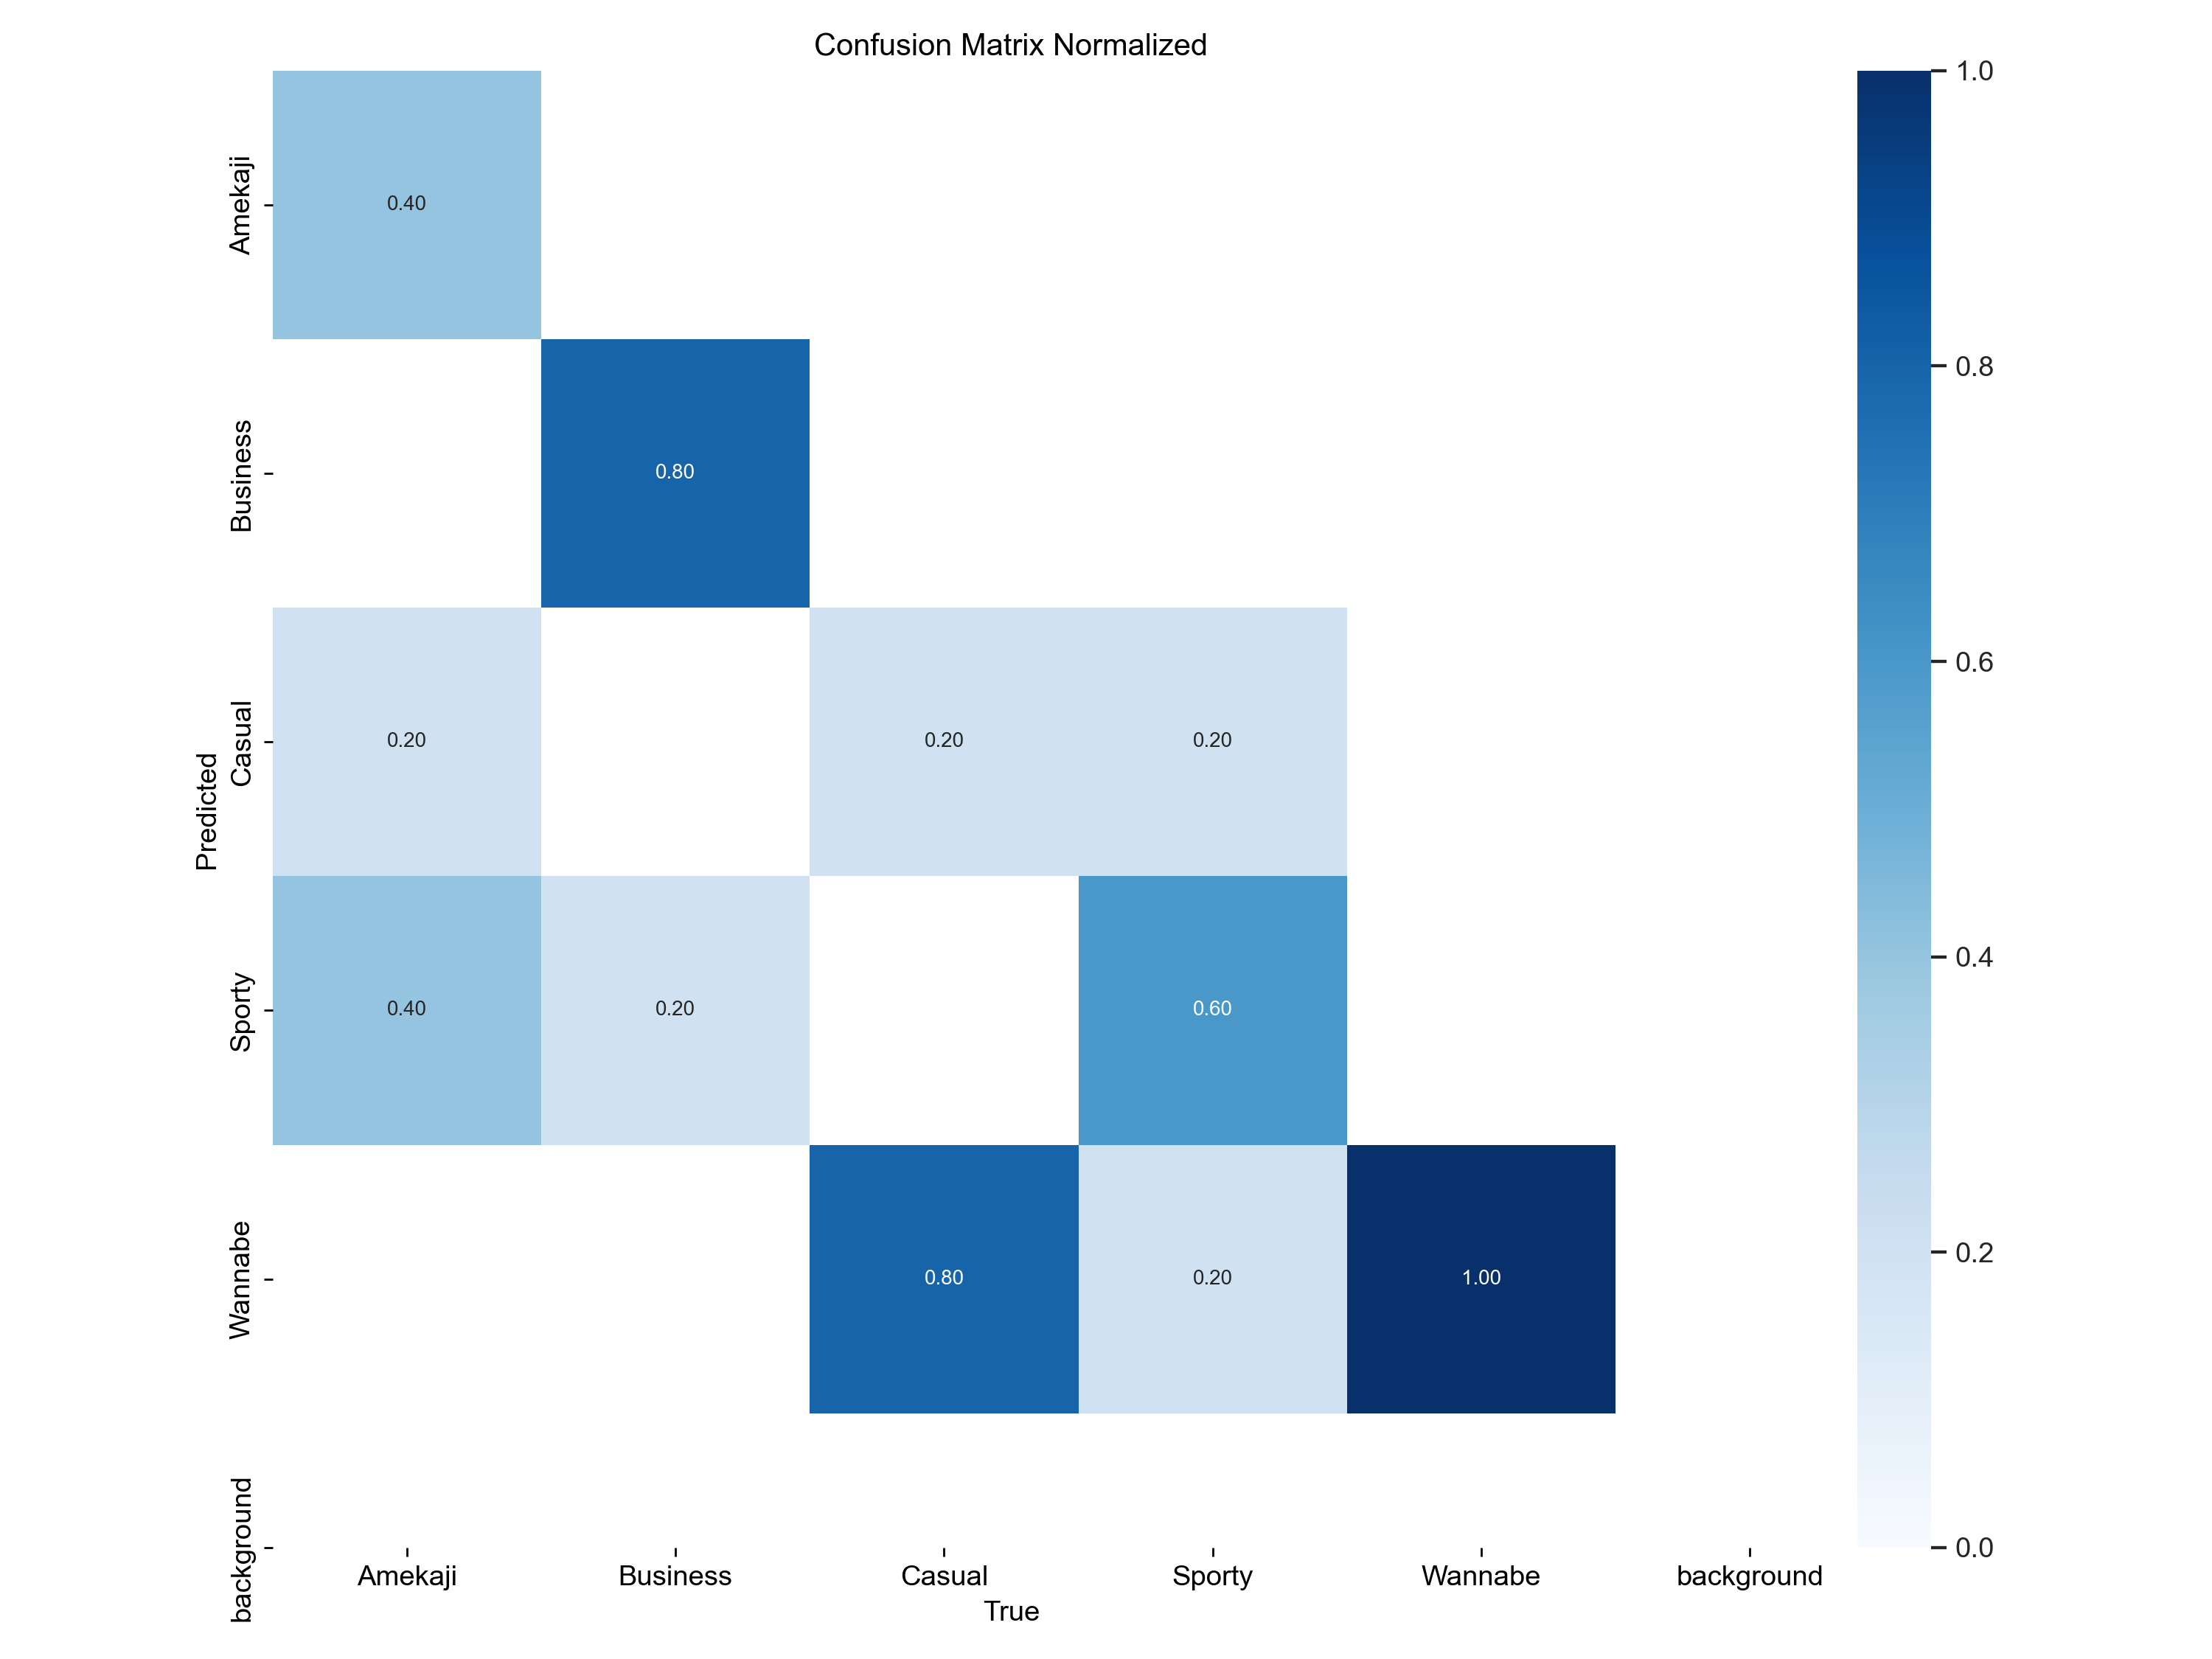 Confusion Matrix Normalized
Predicted
Amekaji
0.40
Business
0.80
Casual
0.20
0.20
0.20
Sporty
0.40
0.20
0.60
Wannabe
0.80
0.20
1.00
background
Amekaji
Business
Casual
Sporty
Wannabe
background
True
1.0
0.8
0.6
0.4
0.2
0.0